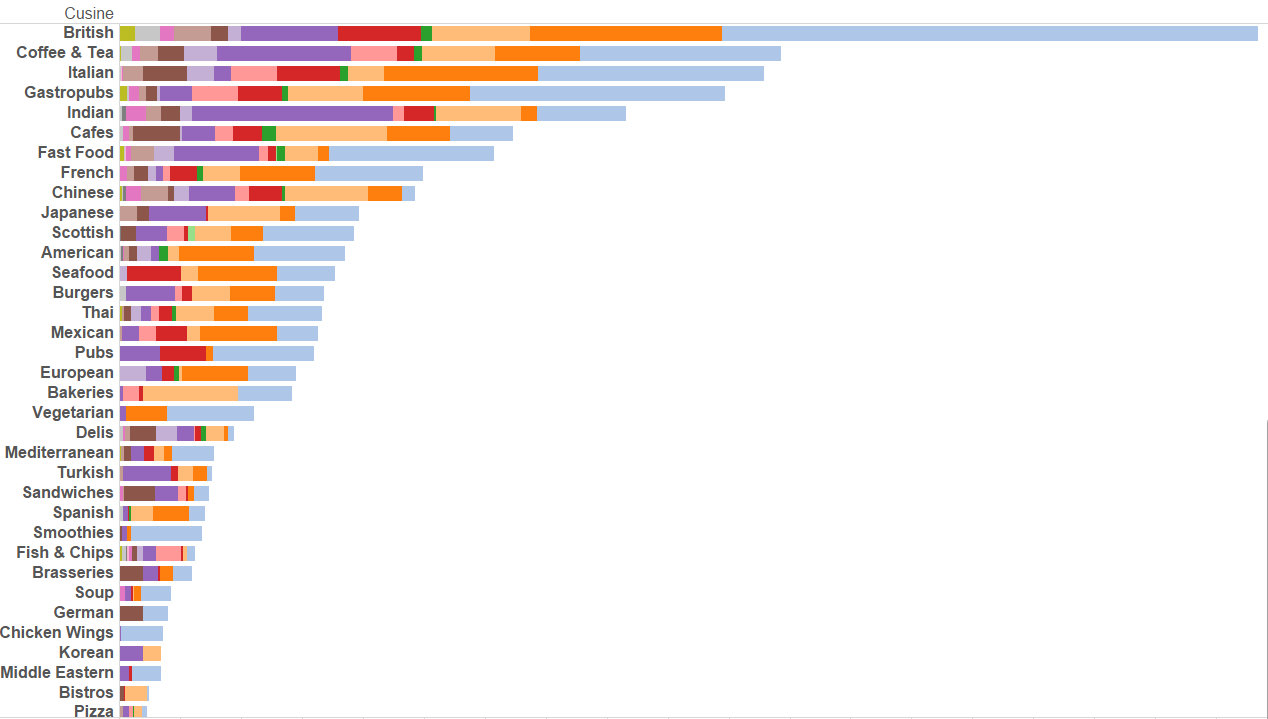 Cusine
British
Coffee & Tea
Italian
Gastropubs
Indian
Cafes
Fast Food
French
Chinese
Japanese
Scottish
American
Seafood
Burgers
Thai
Mexican
Pubs
European
Bakeries
Vegetarian
Delis
Mediterranean
Turkish
Sandwiches
Spanish
Smoothies
Fish & Chips
Brasseries
Soup
German
Chicken Wings
Korean
Middle Eastern
Bistros
Pizza